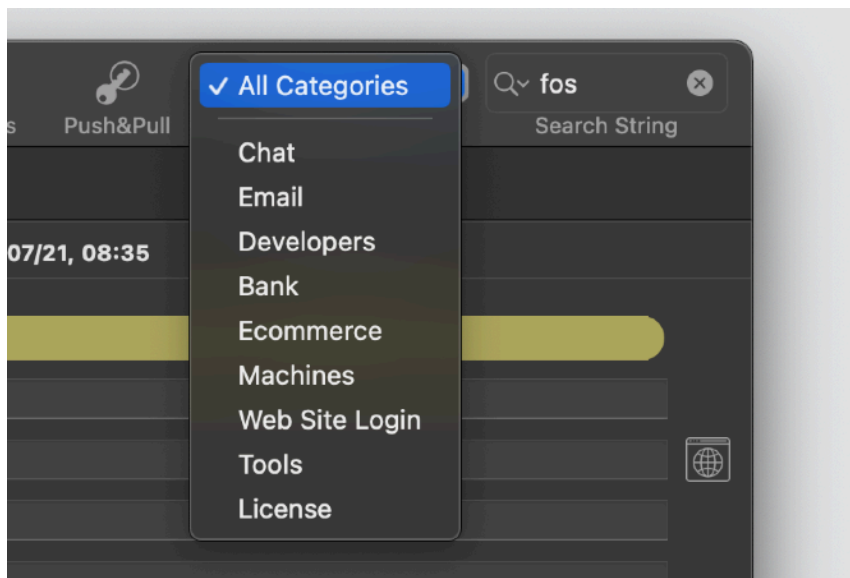 ✓ All Categories
fos
s
Push&Pull
Search String
Chat
Email
07/21, 08:35
Developers
Bank
Ecommerce
Machines
Web Site Login
Tools
License